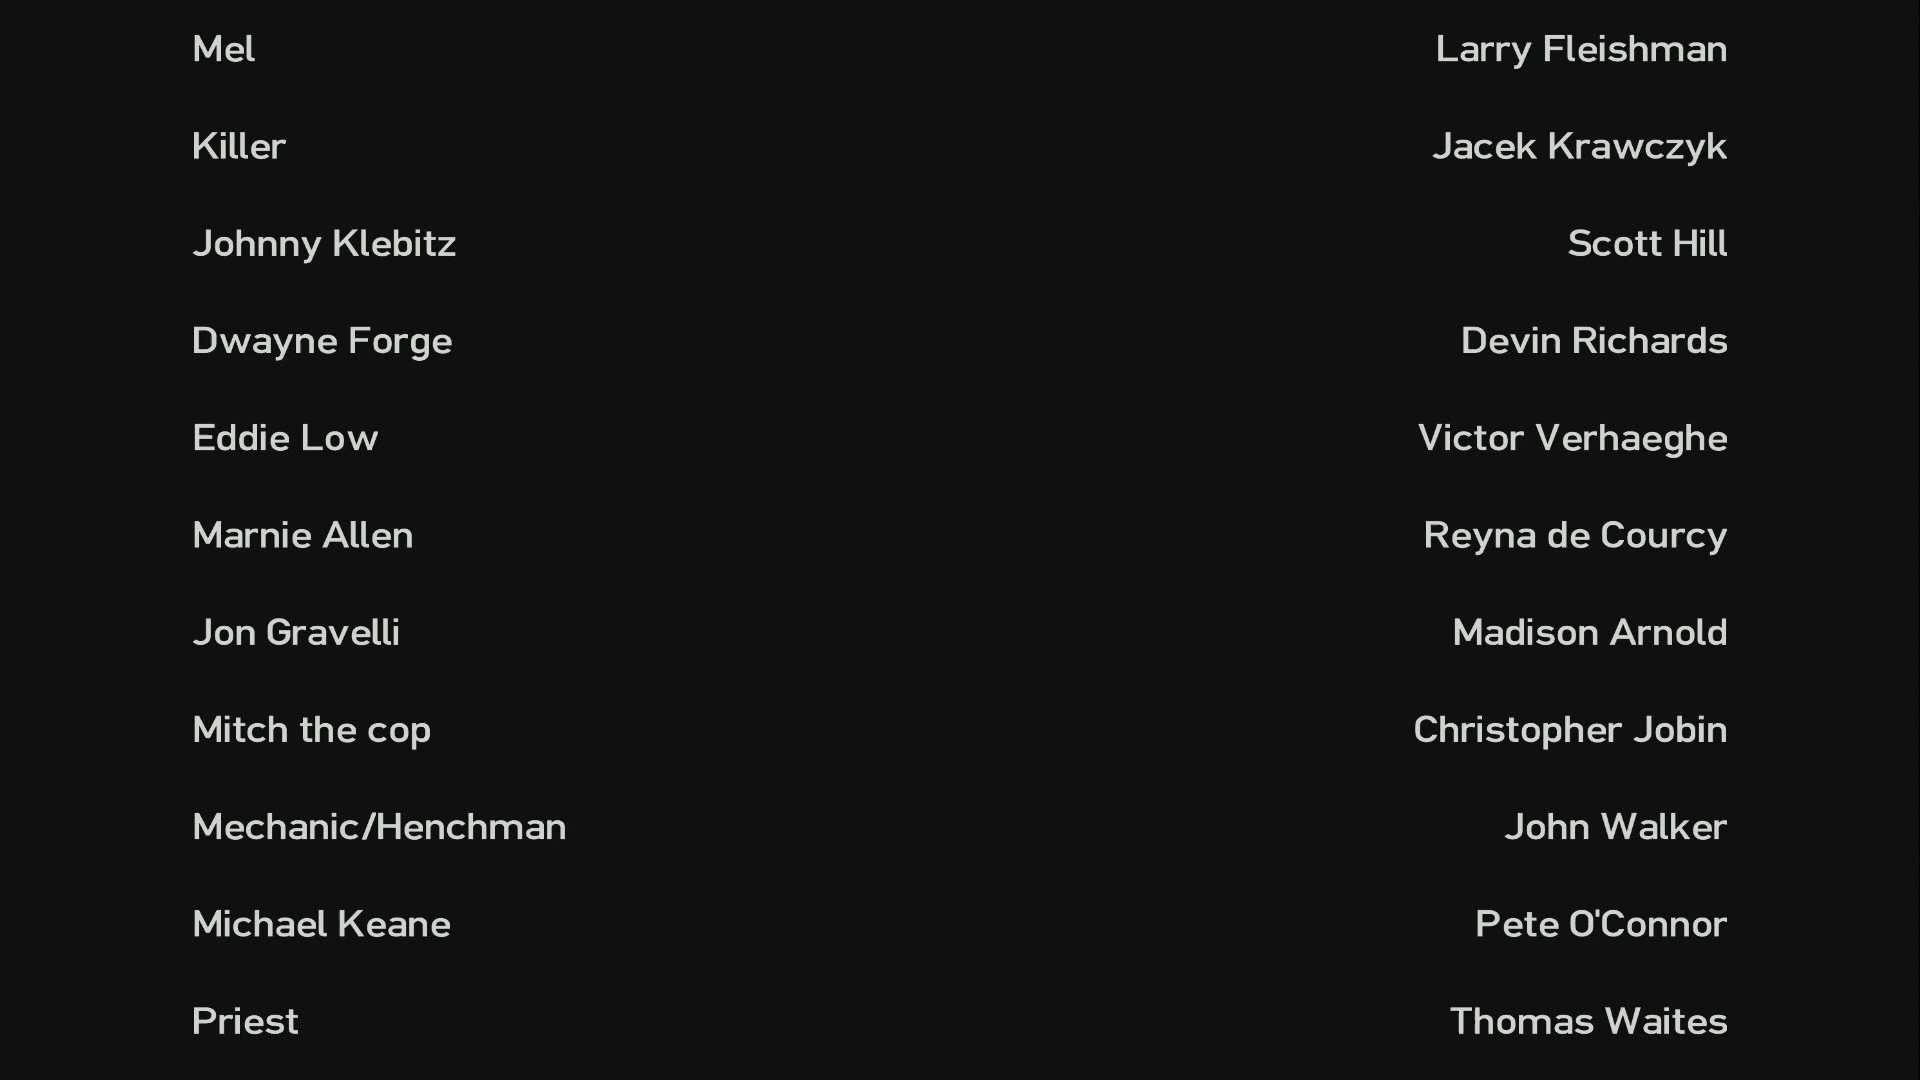 Mel Larry Fleishman
Killer Jacek Krawczyk
Johnny Klebitz Scott Hill
Dwayne Forge Devin Richards
Eddie Low Victor Verhaeghe
Marnie Allen Reyna de Courcy
Jon Gravelli Madison Arnold
Mitch the cop Christopher Jobin
Mechanic/Henchman John Walker
Michael Keane Pete O'Connor
Priest Thomas Waites